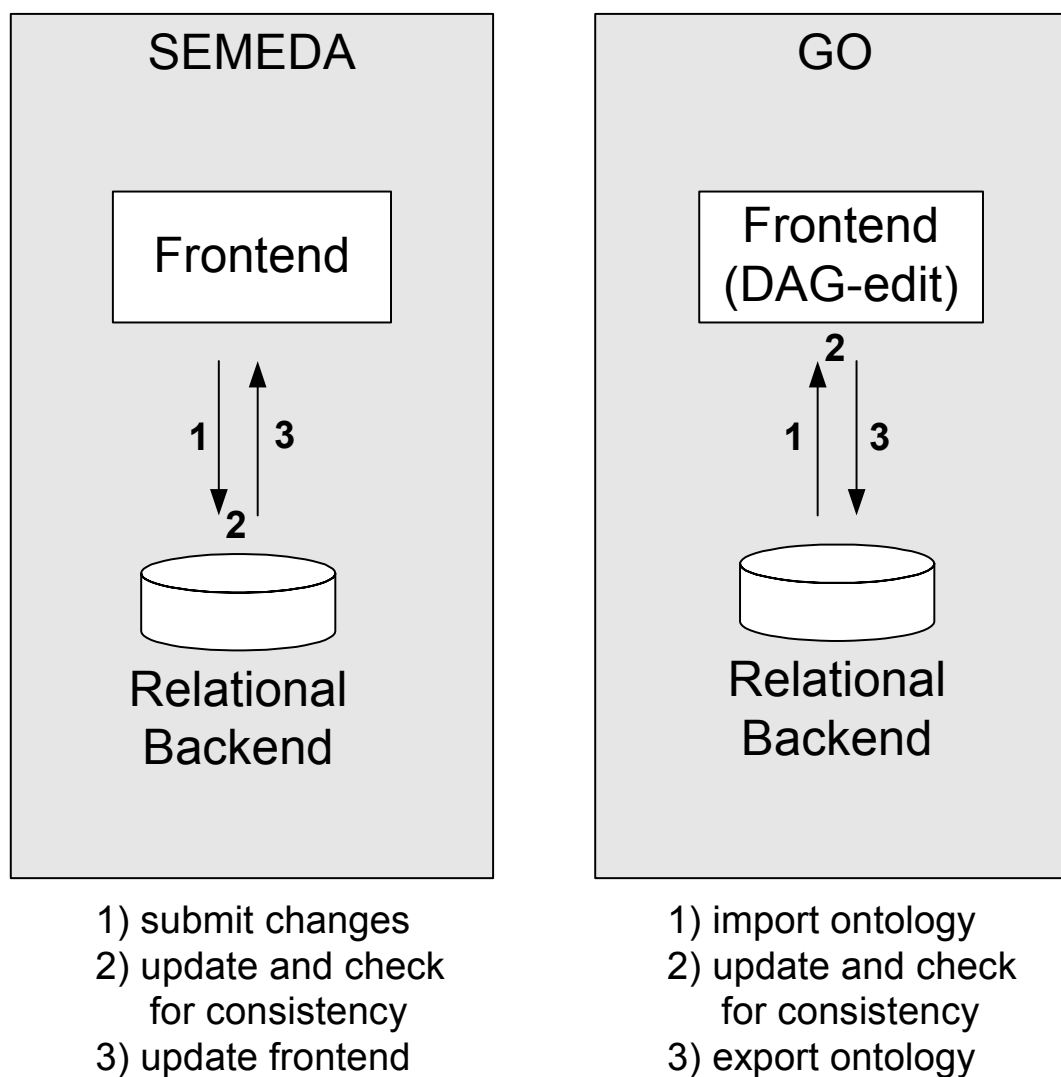 SEMEDA
Frontend
1
3
2
Relational
Backend
1) submit changes
2) update and check
for consistency
3) update frontend
GO
Frontend
(DAG-edit)
2
1
3
Relational
Backend
1) import ontology
2) update and check
for consistency
3) export ontology